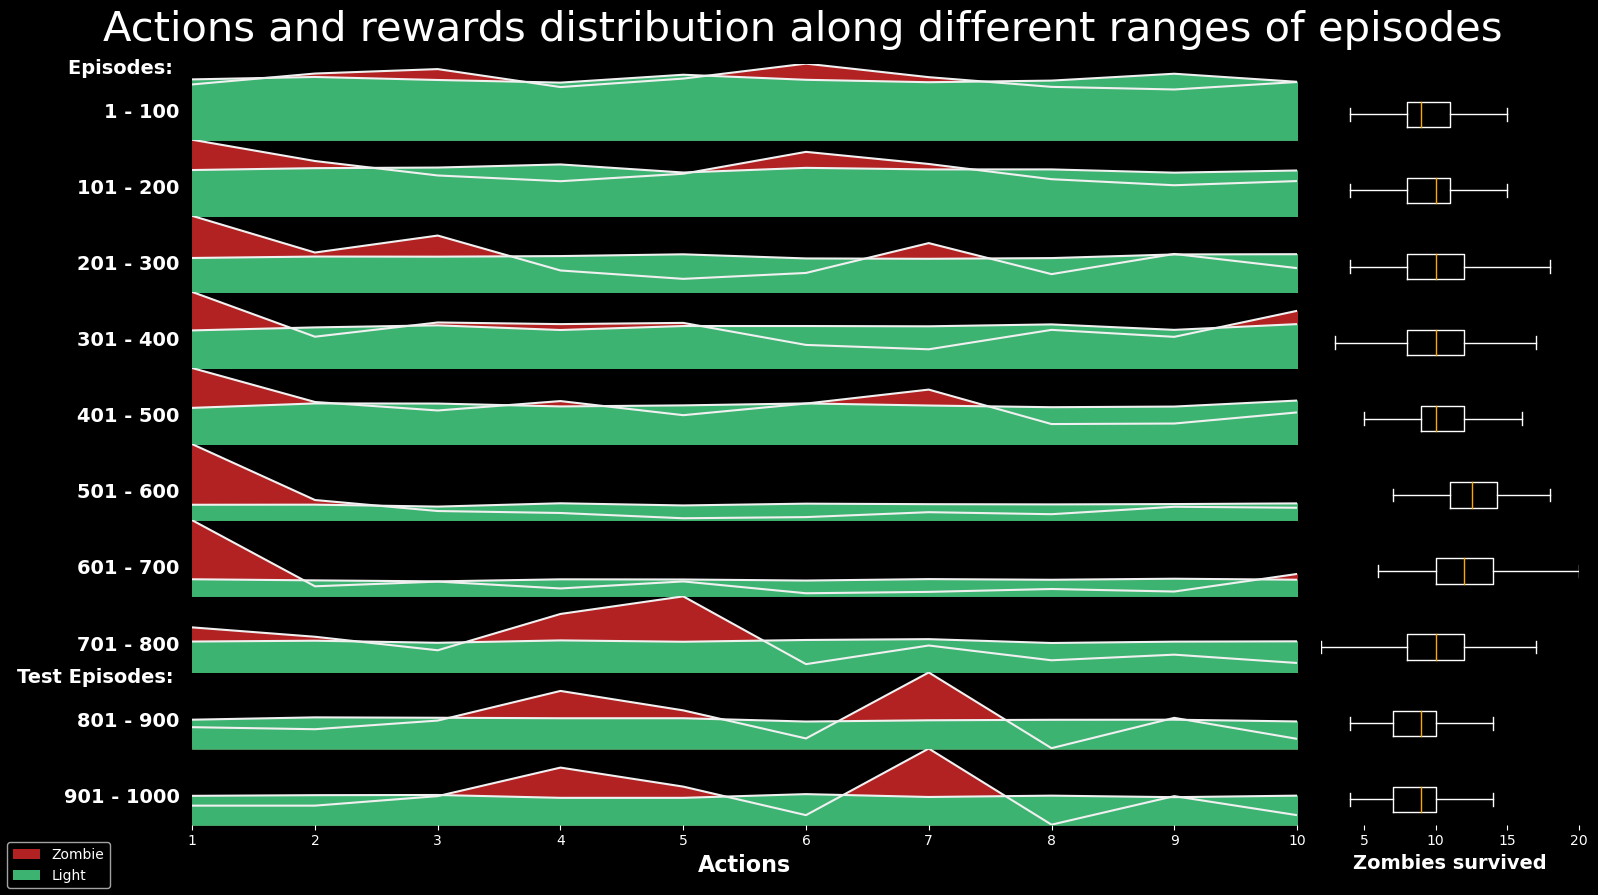 Actions and rewards distribution along different ranges of episodes
Episodes:
1 - 100
101 - 200
201 - 300
301 - 400
401 - 500
501 - 600
601 - 700
701 - 800
Test Episodes:
801 - 900
901 - 1000
1 2 3 4 5 6 7 8 9 10
5 10 15 20
Actions
Zombies survived
Zombie
Light